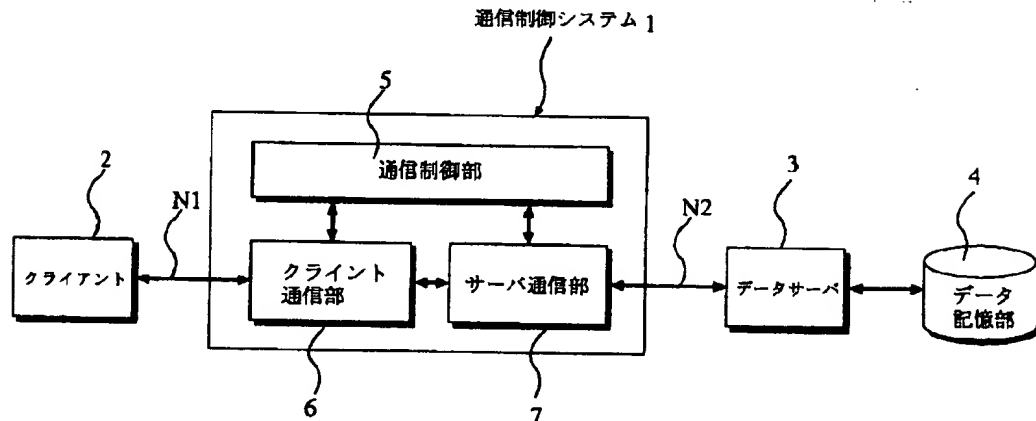 通信制御システム 1
5
通信制御部
2
N1
クライアント
クライント
通信部
サーバ通信部
N2
3
データサーバ
4
データ
記憶部
6
7